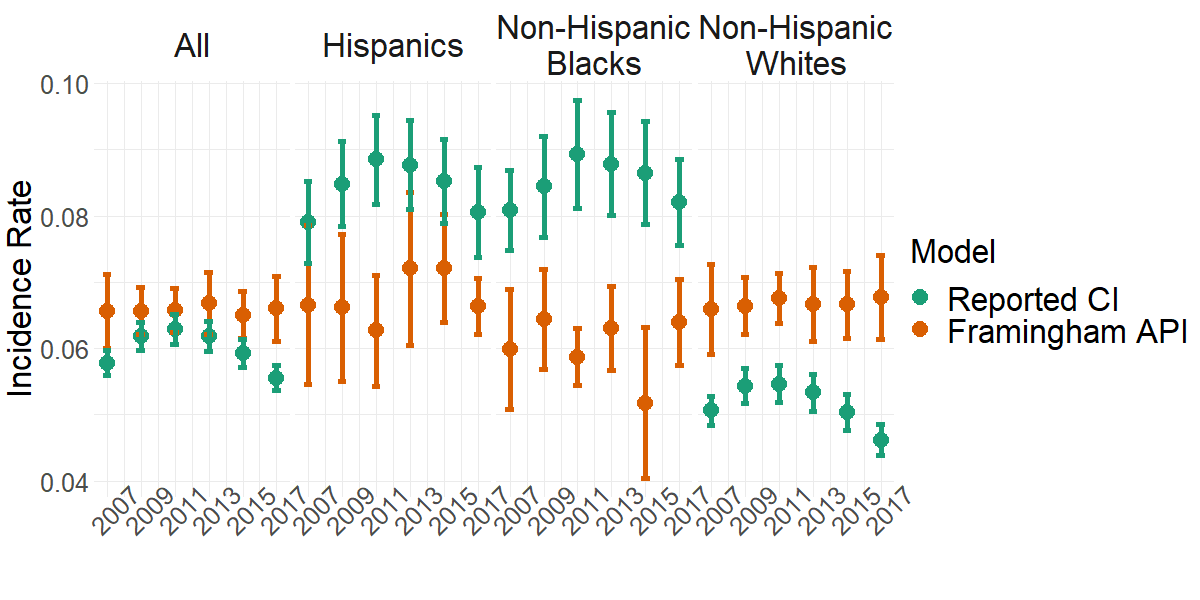 All
Hispanics
Non-Hispanic
Blacks
Non-Hispanic
Whites
Incidence Rate
0.10
0.08
0.06
0.04
2007
2009
2011
2013
2015
2017
2007
2009
2011
2013
2015
2017
2007
2009
2011
2013
2015
2017
2007
2009
2011
2013
2015
2017
Model
Reported CI
Framingham API